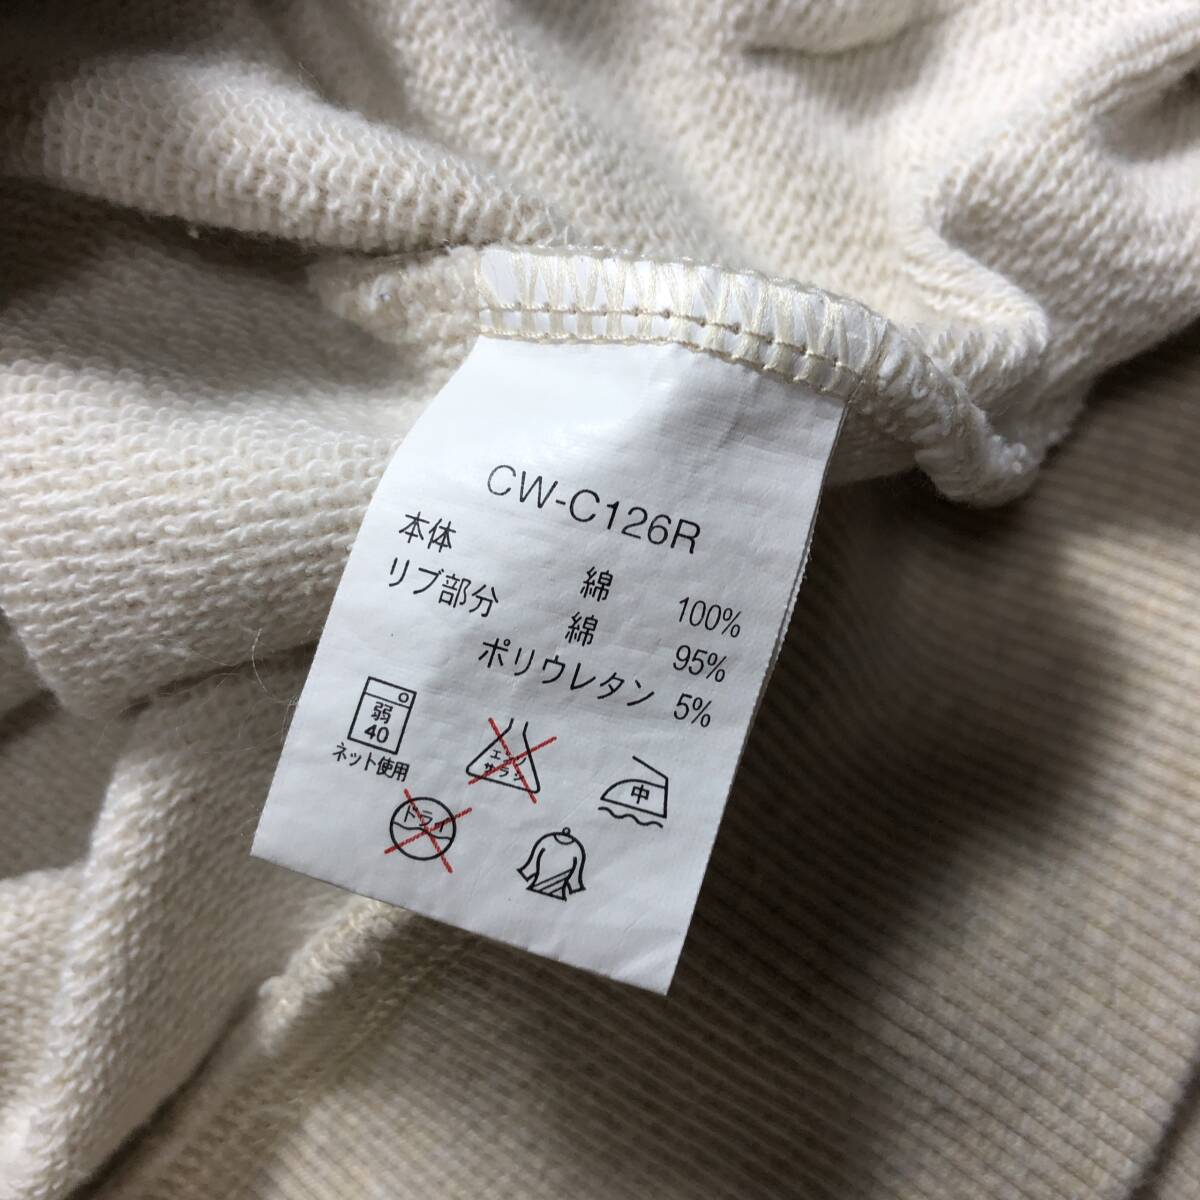 CW-C126R
本体 綿 100%
リブ部分 綿 95%
ポリウレタン 5%
弱
40
ネット使用
エンソ
サラシ
中
ドライ